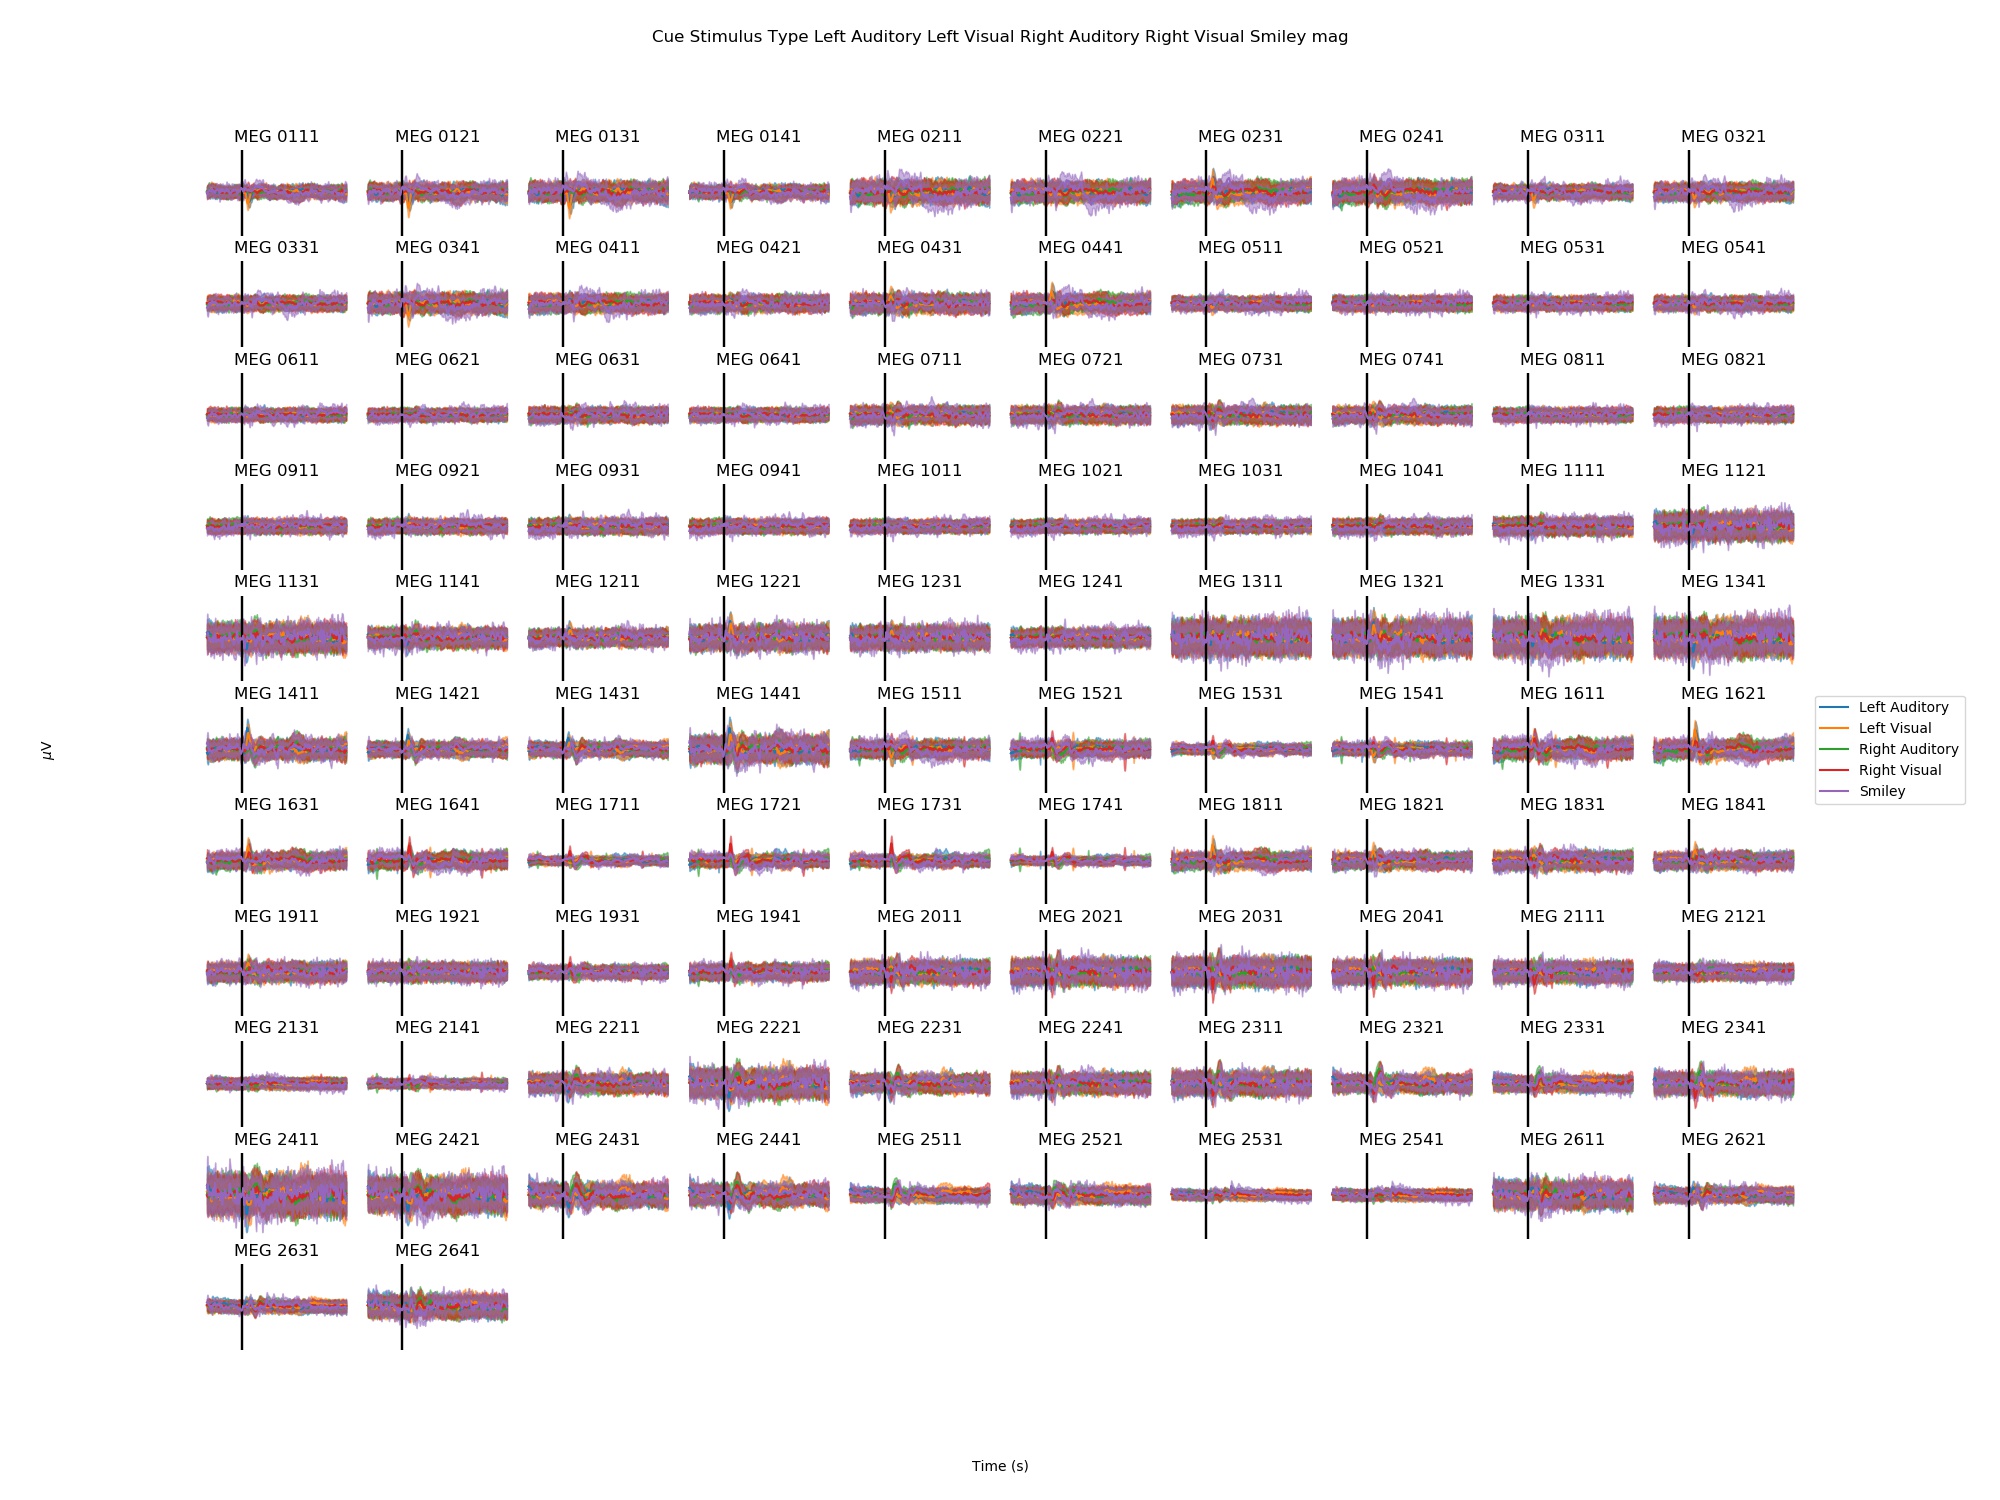 Cue Stimulus Type Left Auditory Left Visual Right Auditory Right Visual Smiley mag
MEG 0111 MEG 0121 MEG 0131 MEG 0141 MEG 0211 MEG 0221 MEG 0231 MEG 0241 MEG 0311 MEG 0321
MEG 0331 MEG 0341 MEG 0411 MEG 0421 MEG 0431 MEG 0441 MEG 0511 MEG 0521 MEG 0531 MEG 0541
MEG 0611 MEG 0621 MEG 0631 MEG 0641 MEG 0711 MEG 0721 MEG 0731 MEG 0741 MEG 0811 MEG 0821
MEG 0911 MEG 0921 MEG 0931 MEG 0941 MEG 1011 MEG 1021 MEG 1031 MEG 1041 MEG 1111 MEG 1121
MEG 1131 MEG 1141 MEG 1211 MEG 1221 MEG 1231 MEG 1241 MEG 1311 MEG 1321 MEG 1331 MEG 1341
MEG 1411 MEG 1421 MEG 1431 MEG 1441 MEG 1511 MEG 1521 MEG 1531 MEG 1541 MEG 1611 MEG 1621
MEG 1631 MEG 1641 MEG 1711 MEG 1721 MEG 1731 MEG 1741 MEG 1811 MEG 1821 MEG 1831 MEG 1841
MEG 1911 MEG 1921 MEG 1931 MEG 1941 MEG 2011 MEG 2021 MEG 2031 MEG 2041 MEG 2111 MEG 2121
MEG 2131 MEG 2141 MEG 2211 MEG 2221 MEG 2231 MEG 2241 MEG 2311 MEG 2321 MEG 2331 MEG 2341
MEG 2411 MEG 2421 MEG 2431 MEG 2441 MEG 2511 MEG 2521 MEG 2531 MEG 2541 MEG 2611 MEG 2621
MEG 2631 MEG 2641
μV
Left Auditory
Left Visual
Right Auditory
Right Visual
Smiley
Time (s)